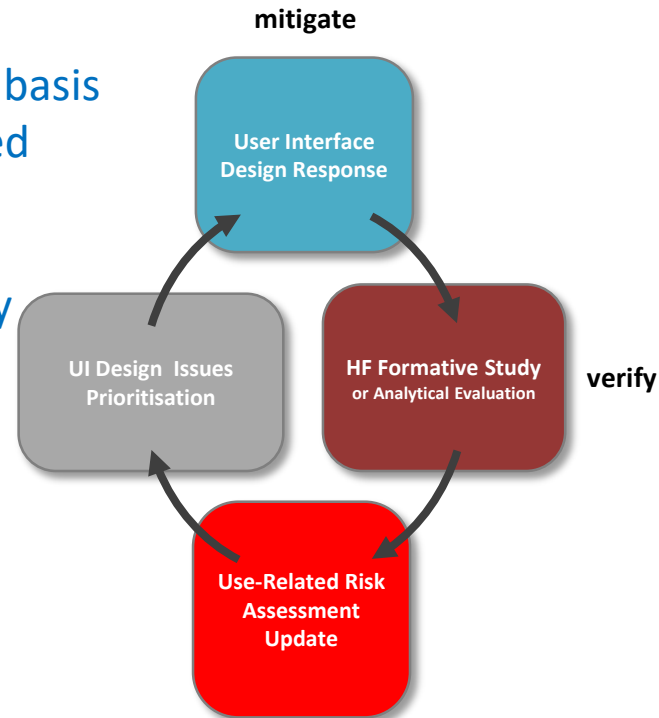 mitigate
basis
ed
y
User Interface
Design Response
UI Design Issues
Prioritisation
HF Formative Study
or Analytical Evaluation
verify
Use-Related Risk
Assessment
Update